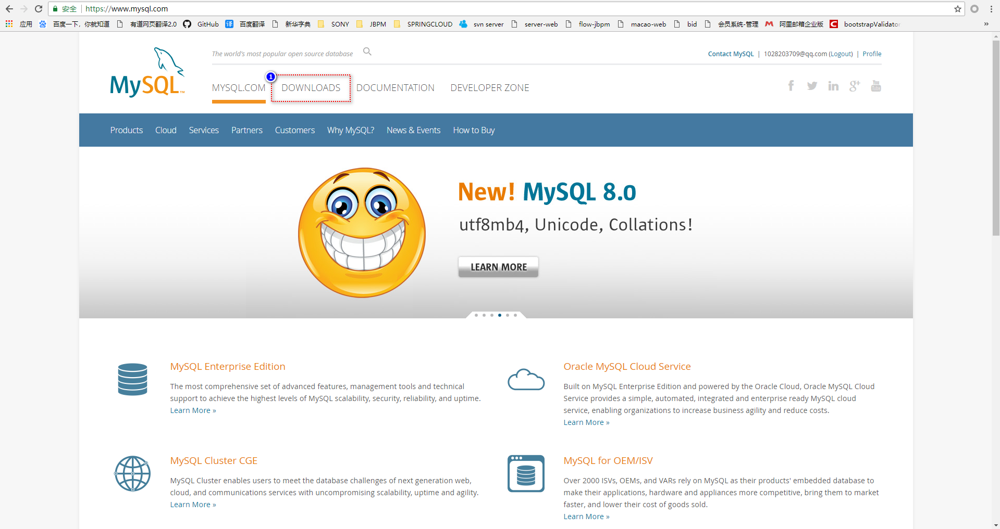 安全 https://www.mysql.com
应用 百度一下，你就知道 有道网页翻译2.0 GitHub 译 百度翻译 新华字典 SONY JBPM SPRINGCLOUD svn server server-web flow-jbpm macao-web bid 会员系统-管理 阿里邮箱企业版 C bootstrapValidator »
The world's most popular open source database
Contact MySQL | 1028203709@qq.com (Logout) | Profile
MySQL™
1
MYSQL.COM DOWNLOADS DOCUMENTATION DEVELOPER ZONE
f in g+ You Tube
Products Cloud Services Partners Customers Why MySQL? News & Events How to Buy
New! MySQL 8.0
utf8mb4, Unicode, Collations!
LEARN MORE
MySQL Enterprise Edition
The most comprehensive set of advanced features, management tools and technical
support to achieve the highest levels of MySQL scalability, security, reliability, and uptime.
Learn More »
Oracle MySQL Cloud Service
Built on MySQL Enterprise Edition and powered by the Oracle Cloud, Oracle MySQL Cloud
Service provides a simple, automated, integrated and enterprise ready MySQL cloud
service, enabling organizations to increase business agility and reduce costs.
Learn More »
MySQL Cluster CGE
MySQL Cluster enables users to meet the database challenges of next generation web,
cloud, and communications services with uncompromising scalability, uptime and agility.
Learn More »
MySQL for OEM/ISV
Over 2000 ISVs, OEMs, and VARs rely on MySQL as their products' embedded database to
make their applications, hardware and appliances more competitive, bring them to market
faster, and lower their cost of goods sold.
Learn More »